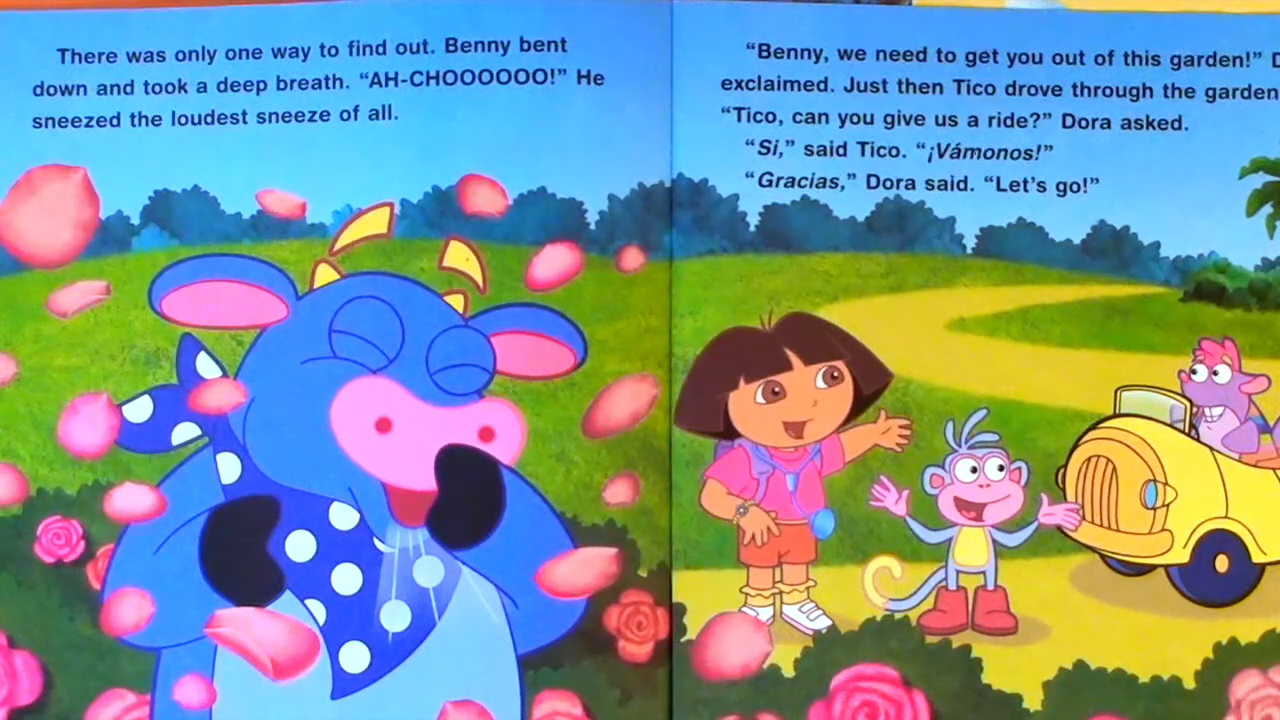 There was only one way to find out. Benny bent
down and took a deep breath. “AH-CHOOOOOO!” He
sneezed the loudest sneeze of all.
“Benny, we need to get you out of this garden!”
exclaimed. Just then Tico drove through the garden
“Tico, can you give us a ride?” Dora asked.
“Si,” said Tico. “¡Vámonos!”
“Gracias,” Dora said. “Let’s go!”